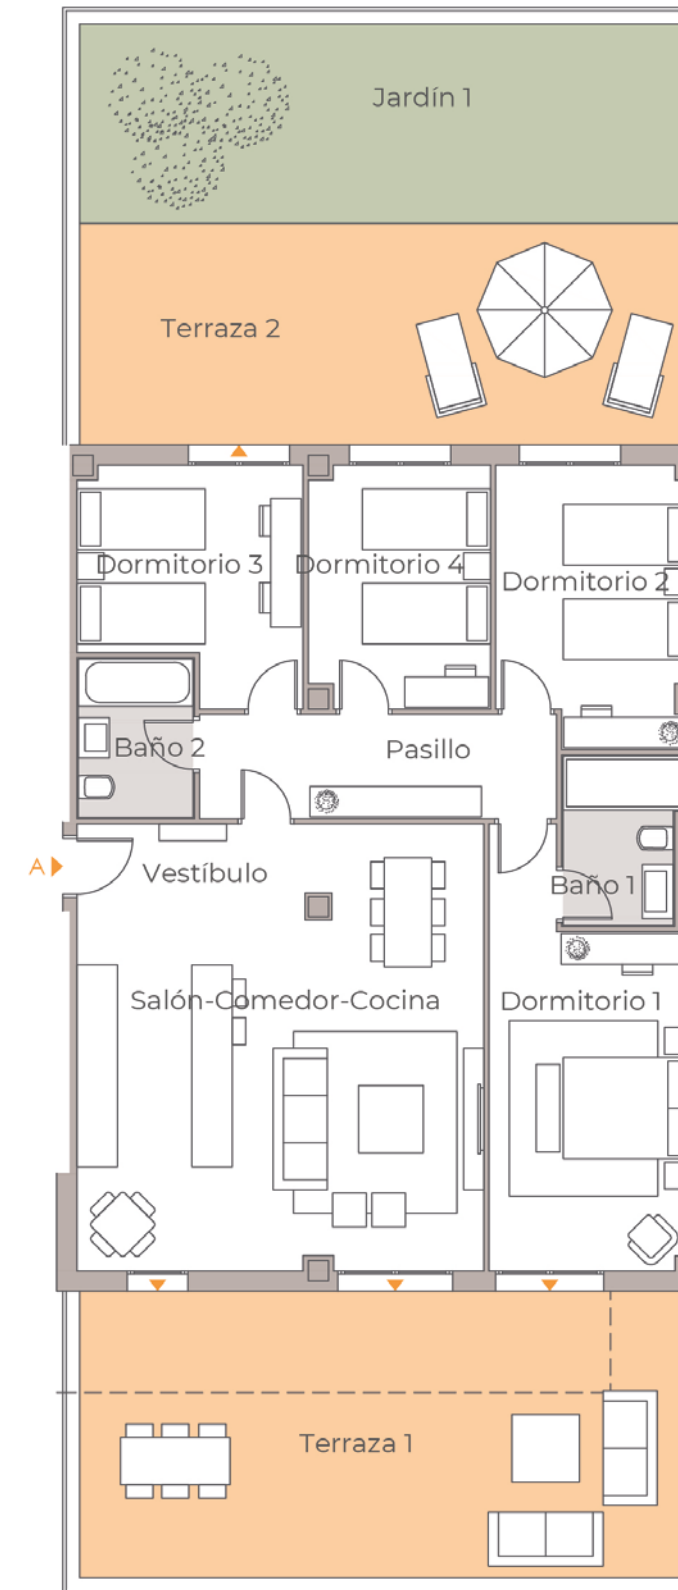 Jardín 1
Terraza 2
Dormitorio 3
Dormitorio 4
Dormitorio 2
Baño 2
Pasillo
A
Vestíbulo
Baño 1
Salón-Comedor-Cocina
Dormitorio 1
Terraza 1